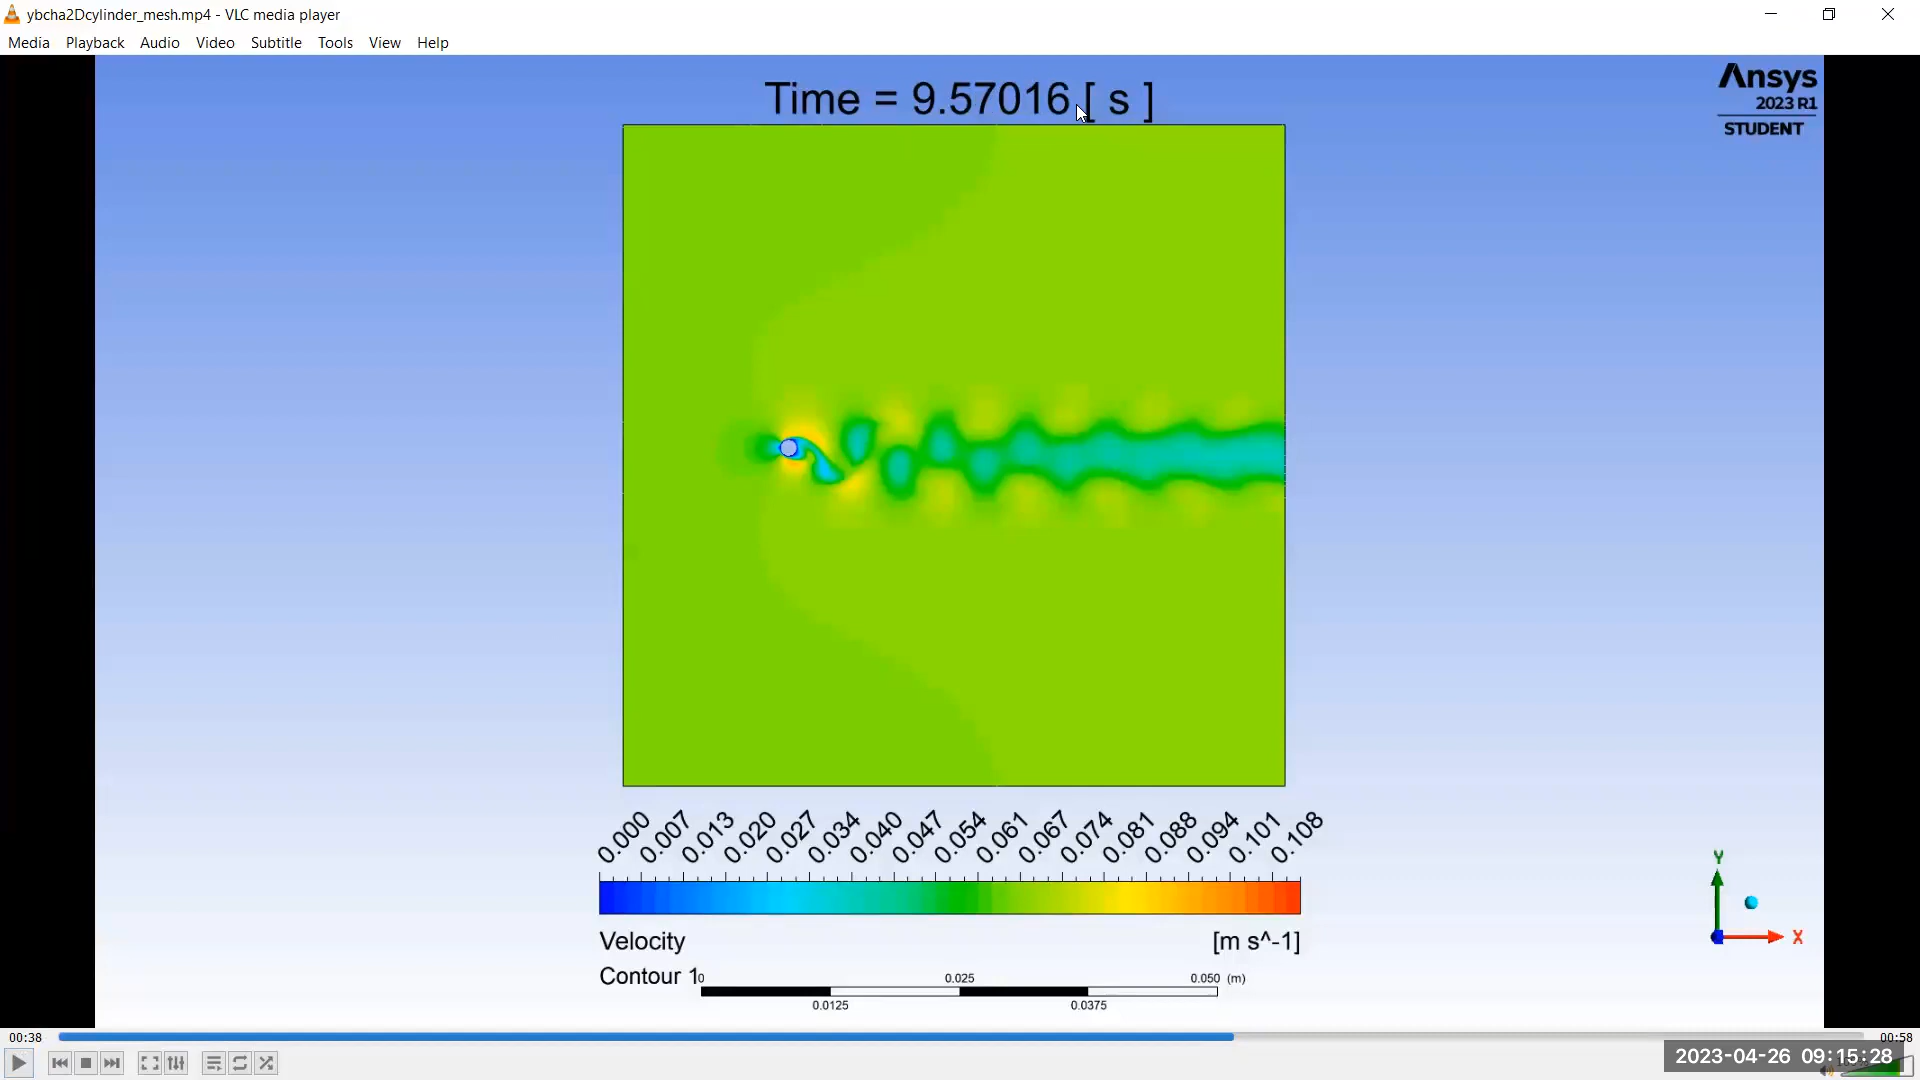 ybcha2Dcylinder_mesh.mp4 - VLC media player
Media Playback Audio Video Subtitle Tools View Help
Time = 9.57016 [ s ]
Ansys
2023 R1
STUDENT
0.000 0.007 0.013 0.020 0.027 0.034 0.040 0.047 0.054 0.061 0.067 0.074 0.081 0.088 0.094 0.101 0.108
Velocity [m s^-1]
Contour 1
0 0.025 0.050 (m)
0.0125 0.0375
Y
X
00:38 00:58
2023-04-26 09:15:28